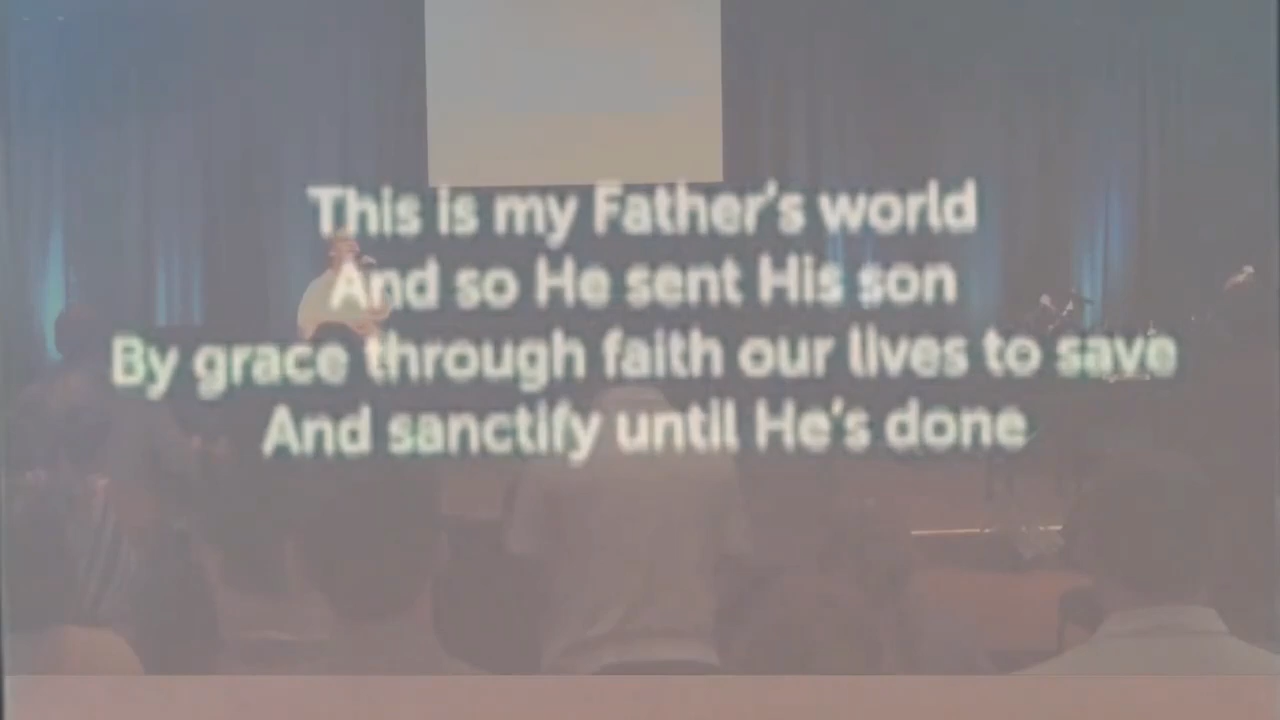 This is my Father's world
And so He sent His son
By grace through faith our lives to save
And sanctify until He's done